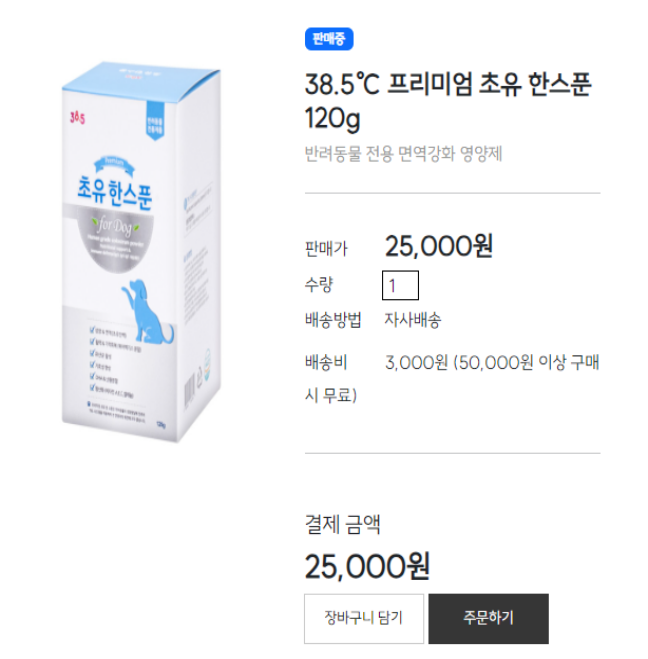 판매중
38.5℃ 프리미엄 초유 한스푼
120g
반려동물 전용 면역강화 영양제
38.5
초유 한스푼
for Dog
120g
판매가 25,000원
수량 1
배송방법 자사배송
배송비 3,000원 (50,000원 이상 구매
시 무료)
결제 금액
25,000원
장바구니 담기 주문하기